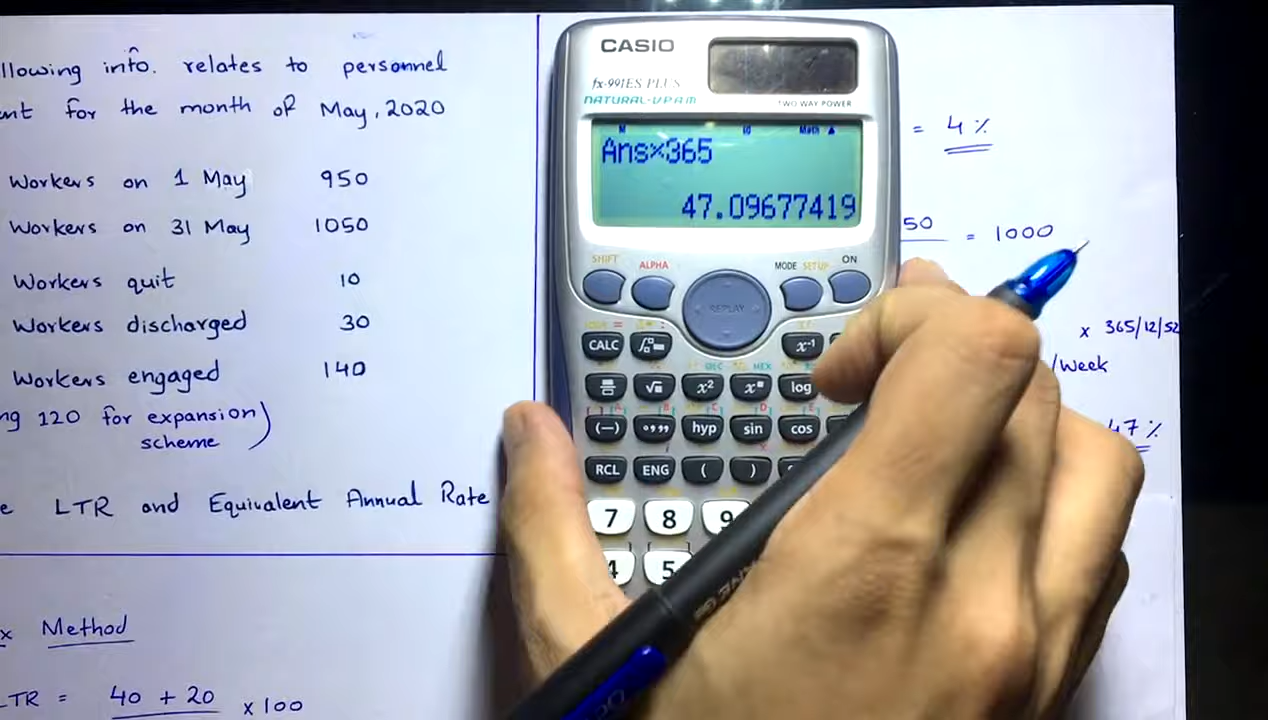 llowing info. relates to personnel
ent for the month of May, 2020
Workers on 1 May 950
Workers on 31 May 1050
Workers quit 10
Workers discharged 30
Workers engaged 140
ng 120 for expansion
scheme)
e LTR and Equivalent Annual Rate
x Method
LTR = 40 + 20 x 100
CASIO
fx-991ES PLUS
NATURAL-V.P.A.M.
TWO WAY POWER
M Math ▲
Ans×365
47.09677419
SHIFT ALPHA MODE SETUP ON
REPLAY
CALC x⁻¹
√ x² log
(−) hyp sin cos
RCL ENG ( )
7 8 9
4 5
= 4 %
50 = 1000
x 365/12/52
/Week
47 %